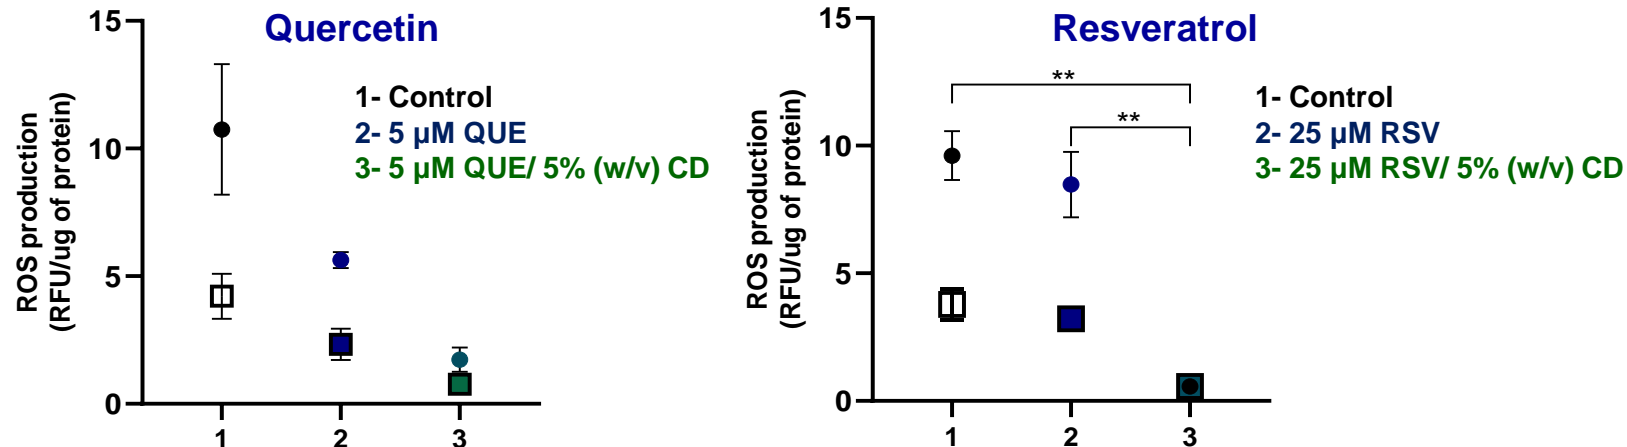 Quercetin
15
10
5
0
ROS production
(RFU/ug of protein)
1- Control
2- 5 µM QUE
3- 5 µM QUE/ 5% (w/v) CD
1 2 3
Resveratrol
15
10
5
0
ROS production
(RFU/ug of protein)
**
**
1- Control
2- 25 µM RSV
3- 25 µM RSV/ 5% (w/v) CD
1 2 3